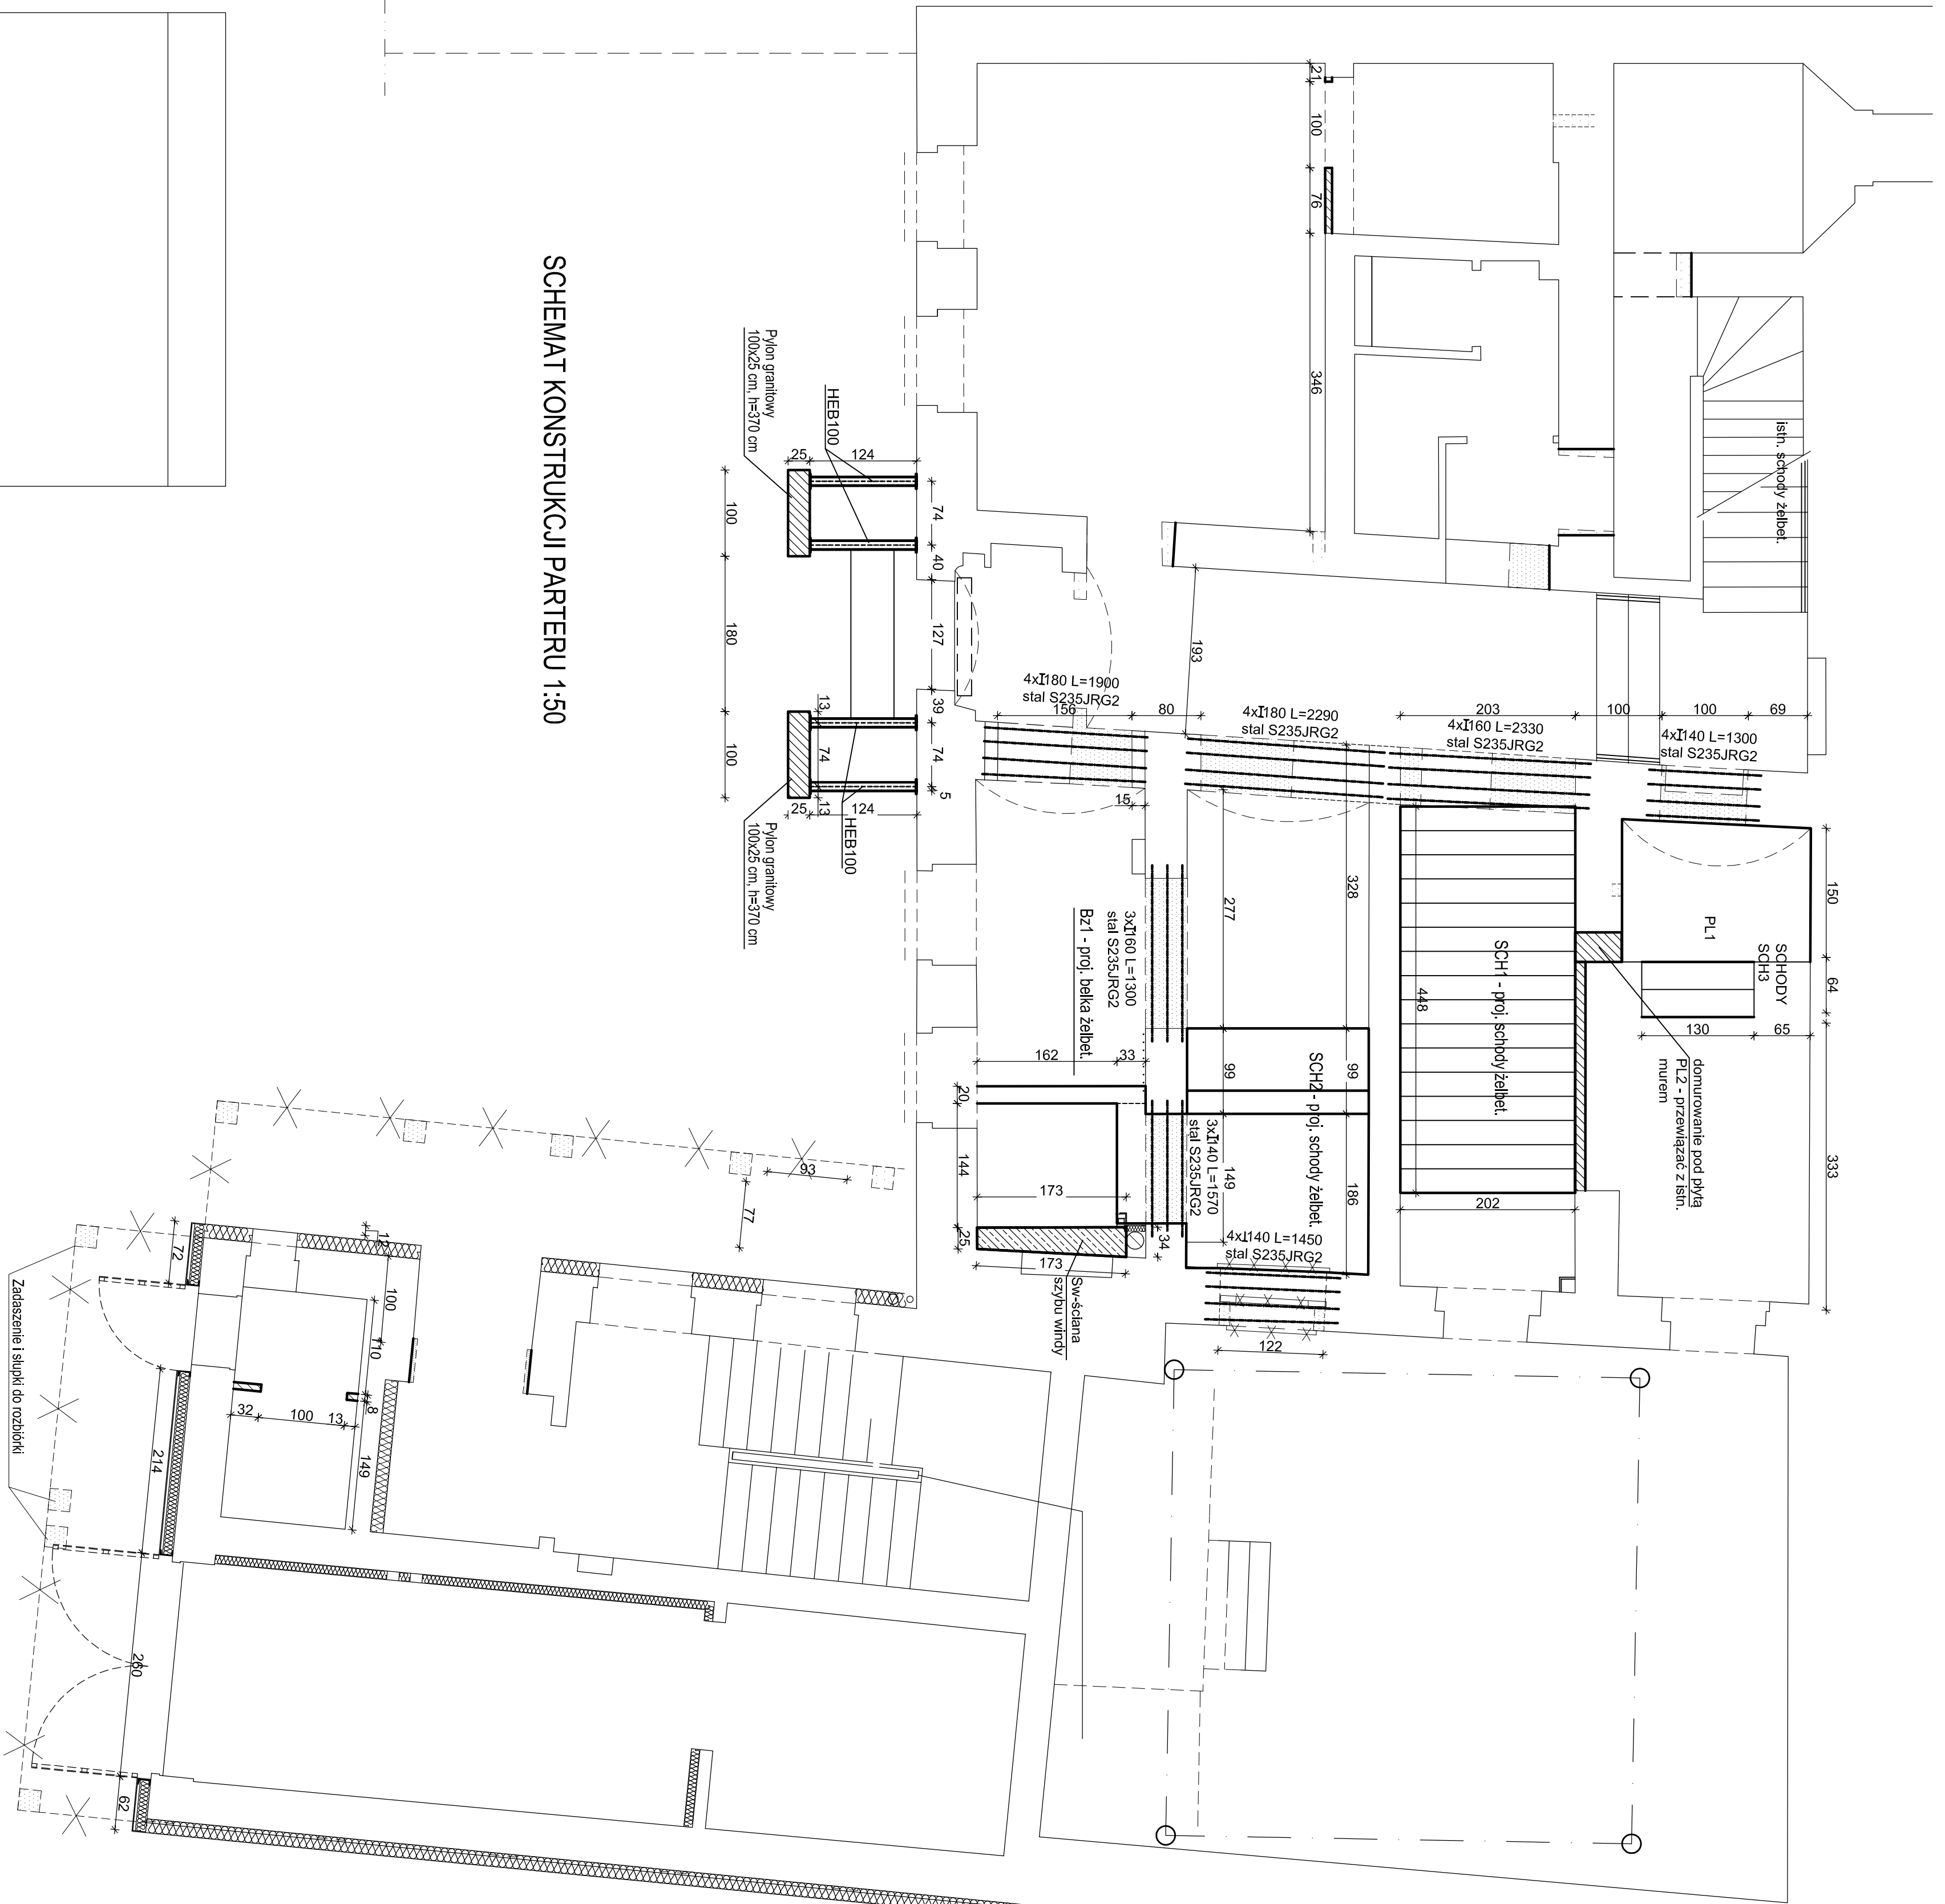 SCHEMAT KONSTRUKCJI PARTERU 1:50
istn. schody żelbet.
21
100
76
346
193
Pylon granitowy
100x25 cm, h=370 cm
HEB100
25
124
74
40
127
39
74
5
100
180
100
13
74
13
25
124
HEB100
Pylon granitowy
100x25 cm, h=370 cm
4xI180 L=1900
stal S235JRG2
156
80
4xI180 L=2290
stal S235JRG2
203
100
100
69
4xI160 L=2330
stal S235JRG2
4xI140 L=1300
stal S235JRG2
15
277
328
448
150
64
333
PL1
SCHODY
SCH3
130
65
SCH1 - proj. schody żelbet.
domurowanie pod płytą
PL2 - przewiązać z istn.
murem
3xI160 L=1300
stal S235JRG2
Bz1 - proj. belka żelbet.
162
33
99
99
SCH2 - proj. schody żelbet.
20
144
25
173
173
3xI140 L=1570
stal S235JRG2
149
186
202
34
4xI140 L=1450
stal S235JRG2
122
Sw-ściana
szybu windy
93
77
72
12
100
110
8
32
100
13
149
214
260
62
Zadaszenie i słupki do rozbiórki